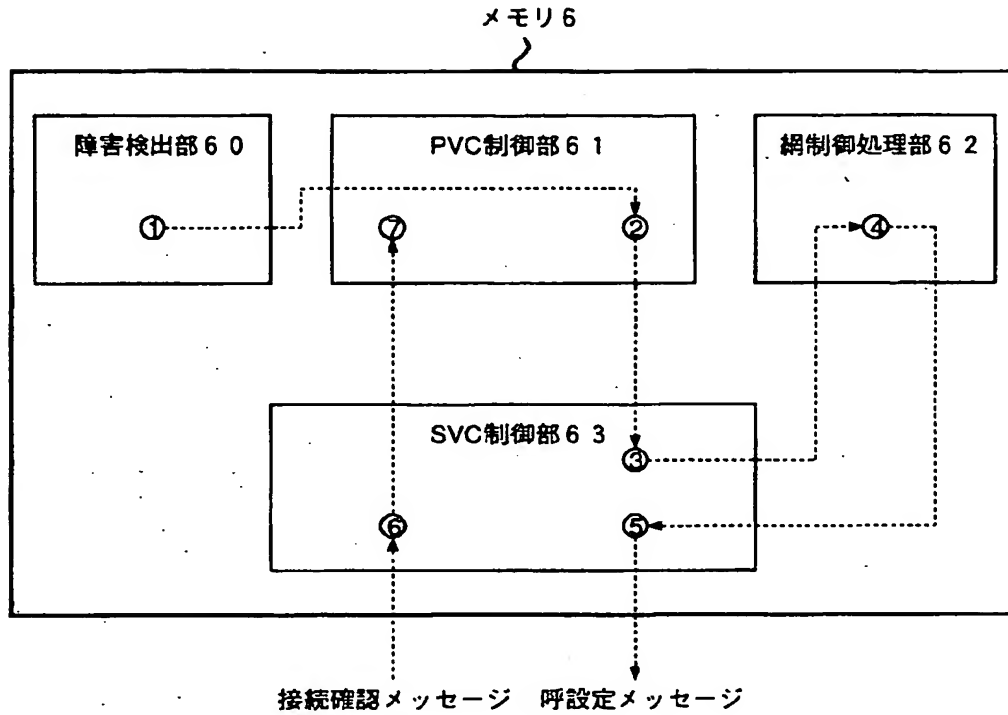 メモリ6
障害検出部60
PVC制御部61
網制御処理部62
①
⑦
②
④
SVC制御部63
③
⑥
⑤
接続確認メッセージ
呼設定メッセージ